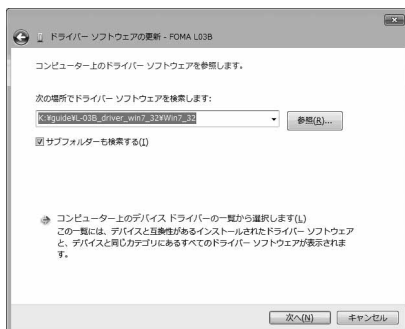 ドライバー ソフトウェアの更新 - FOMA L03B
コンピューター上のドライバー ソフトウェアを参照します。
次の場所でドライバー ソフトウェアを検索します:
K:¥guide¥L-03B_driver_win7_32¥Win7_32
参照(R)...
サブフォルダーも検索する(I)
コンピューター上のデバイス ドライバーの一覧から選択します(L)
この一覧には、デバイスと互換性があるインストールされたドライバー ソフトウェア
と、デバイスと同じカテゴリにあるすべてのドライバー ソフトウェアが表示されま
す。
次へ(N)
キャンセル